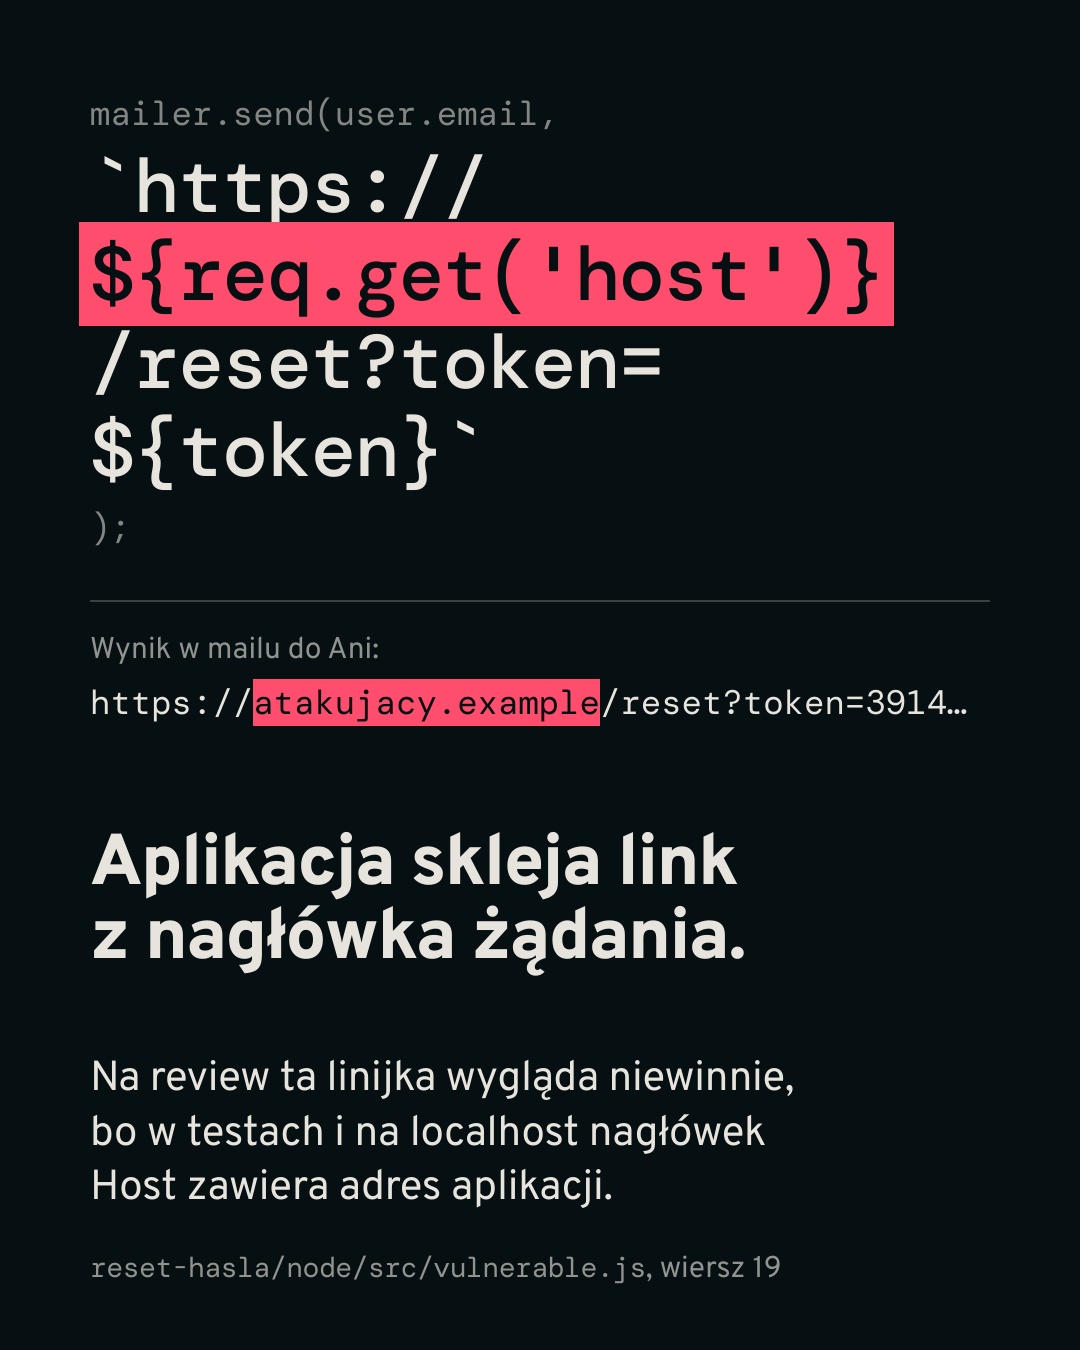 mailer.send(user.email,
`https://
${req.get('host')}
/reset?token=
${token}`
);
Wynik w mailu do Ani:
https://atakujacy.example/reset?token=3914…
Aplikacja skleja link
z nagłówka żądania.
Na review ta linijka wygląda niewinnie,
bo w testach i na localhost nagłówek
Host zawiera adres aplikacji.
reset-hasla/node/src/vulnerable.js, wiersz 19